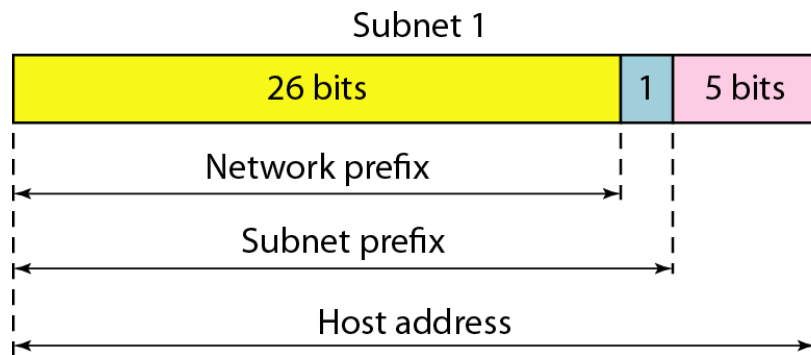 Subnet 1
26 bits 1 5 bits
Network prefix
Subnet prefix
Host address